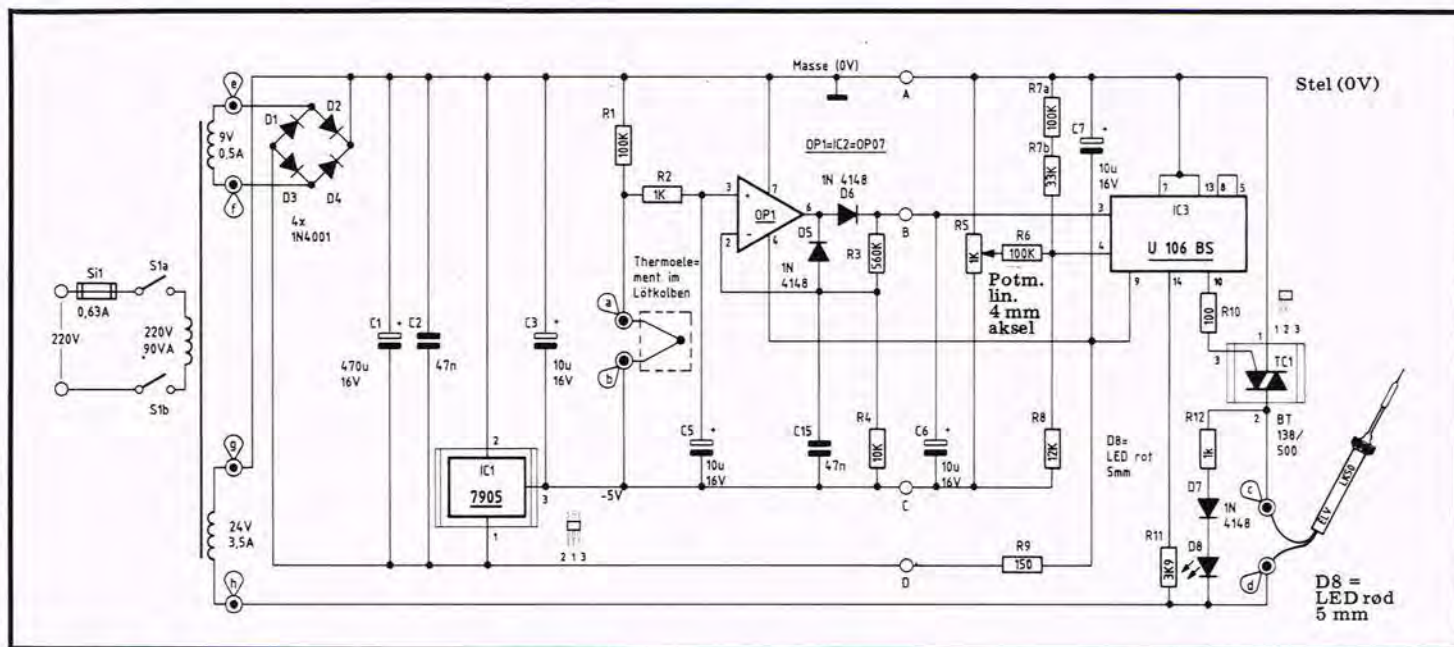 Masse (0V)
A
Stel (0V)
e
D1
D2
9V
0,5A
D3
D4
f
4x
1N4001
R1
100K
R2
1K
OP1=IC2=OP07
1N 4148
D6
3
+
2
-
OP1
7
4
6
D5
1N
4148
R3
560K
B
R7a
100K
R7b
33K
C7
+
10u
16V
7
13
8
5
IC3
U 106 BS
3
4
9
14
10
R5
1K
R6
100K
Potm.
lin.
4 mm
aksel
Si1
0,63A
S1a
220V
220V
90VA
S1b
C1
+
470u
16V
C2
47n
C3
+
10u
16V
Thermoele=
ment im
Lötkolben
a
b
R10
100
1 2 3
1
3
TC1
2
BT
138/
500
g
24V
3,5A
h
2
IC1
7905
3
1
-5V
2 1 3
C5
+
10u
16V
C15
47n
R4
10K
C6
+
10u
16V
C
R8
12K
D8=
LED rot
5mm
R12
1k
D7
1N
4148
D8
R11
3K9
c
d
ELV
LK50
D
R9
150
D8 =
LED rød
5 mm